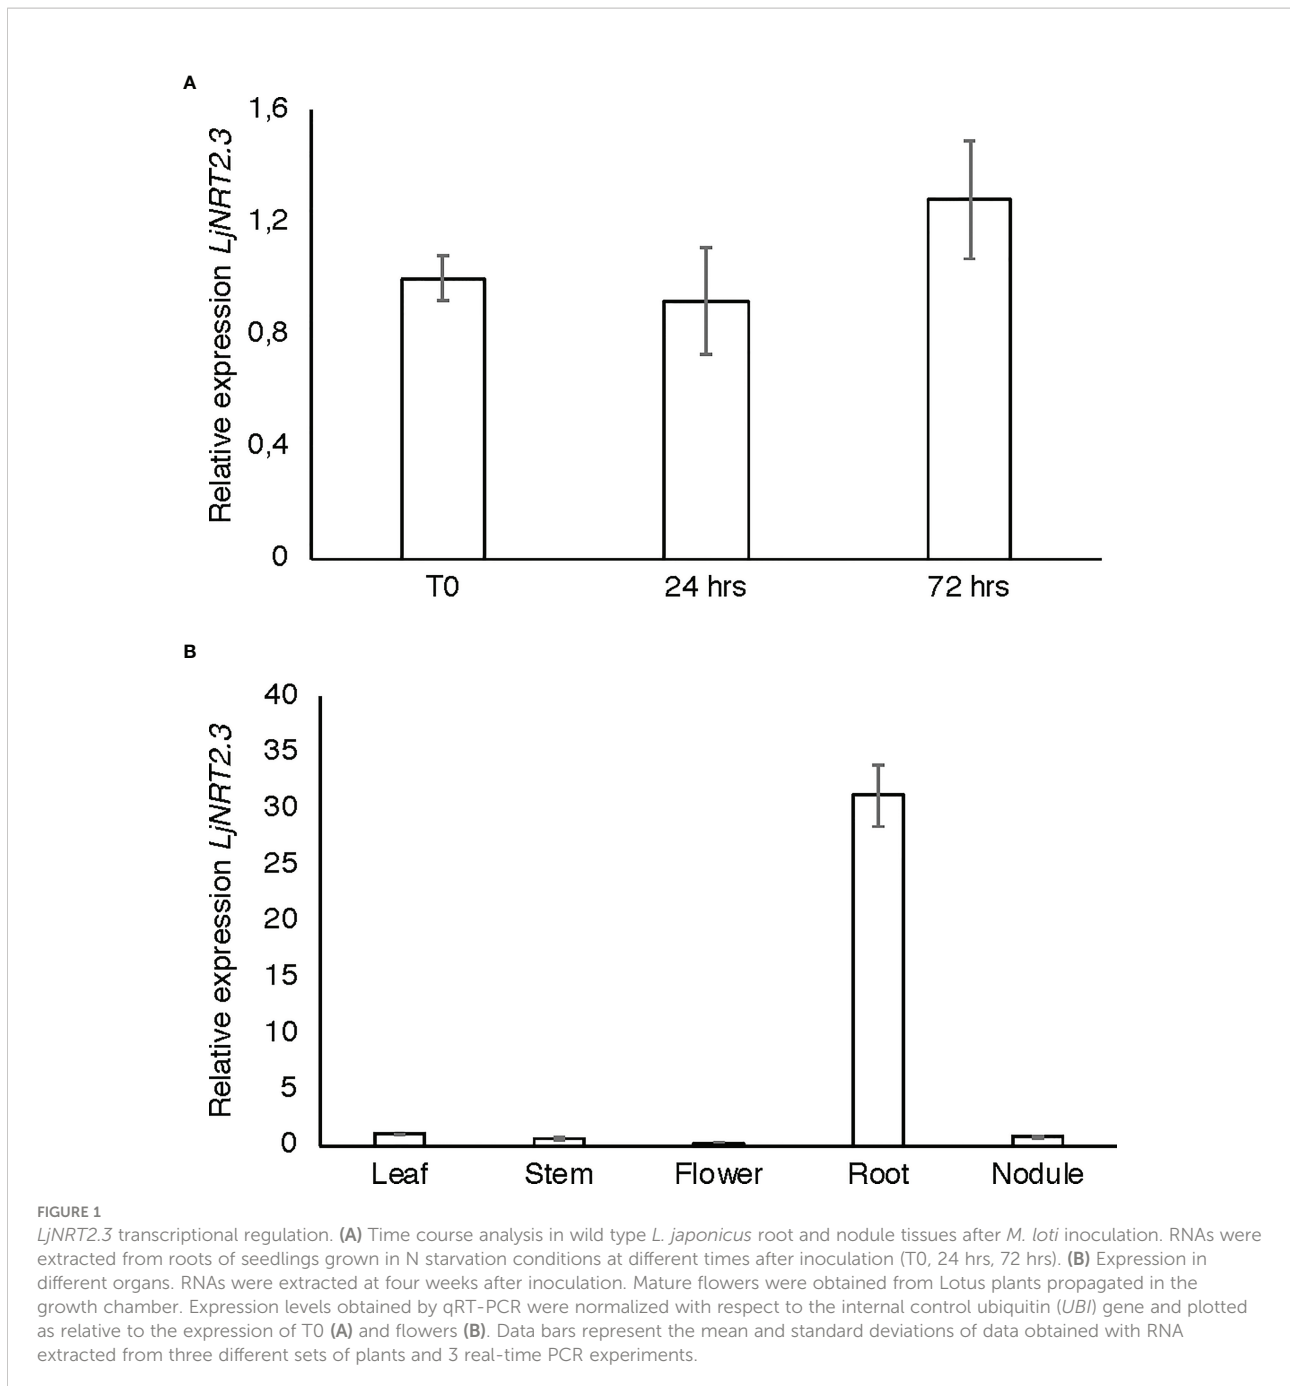 A
Relative expression LjNRT2.3
1,6
1,2
0,8
0,4
0
T0 24 hrs 72 hrs
B
Relative expression LjNRT2.3
40
35
30
25
20
15
10
5
0
Leaf Stem Flower Root Nodule
FIGURE 1
LjNRT2.3 transcriptional regulation. (A) Time course analysis in wild type L. japonicus root and nodule tissues after M. loti inoculation. RNAs were
extracted from roots of seedlings grown in N starvation conditions at different times after inoculation (T0, 24 hrs, 72 hrs). (B) Expression in
different organs. RNAs were extracted at four weeks after inoculation. Mature flowers were obtained from Lotus plants propagated in the
growth chamber. Expression levels obtained by qRT-PCR were normalized with respect to the internal control ubiquitin (UBI) gene and plotted
as relative to the expression of T0 (A) and flowers (B). Data bars represent the mean and standard deviations of data obtained with RNA
extracted from three different sets of plants and 3 real-time PCR experiments.